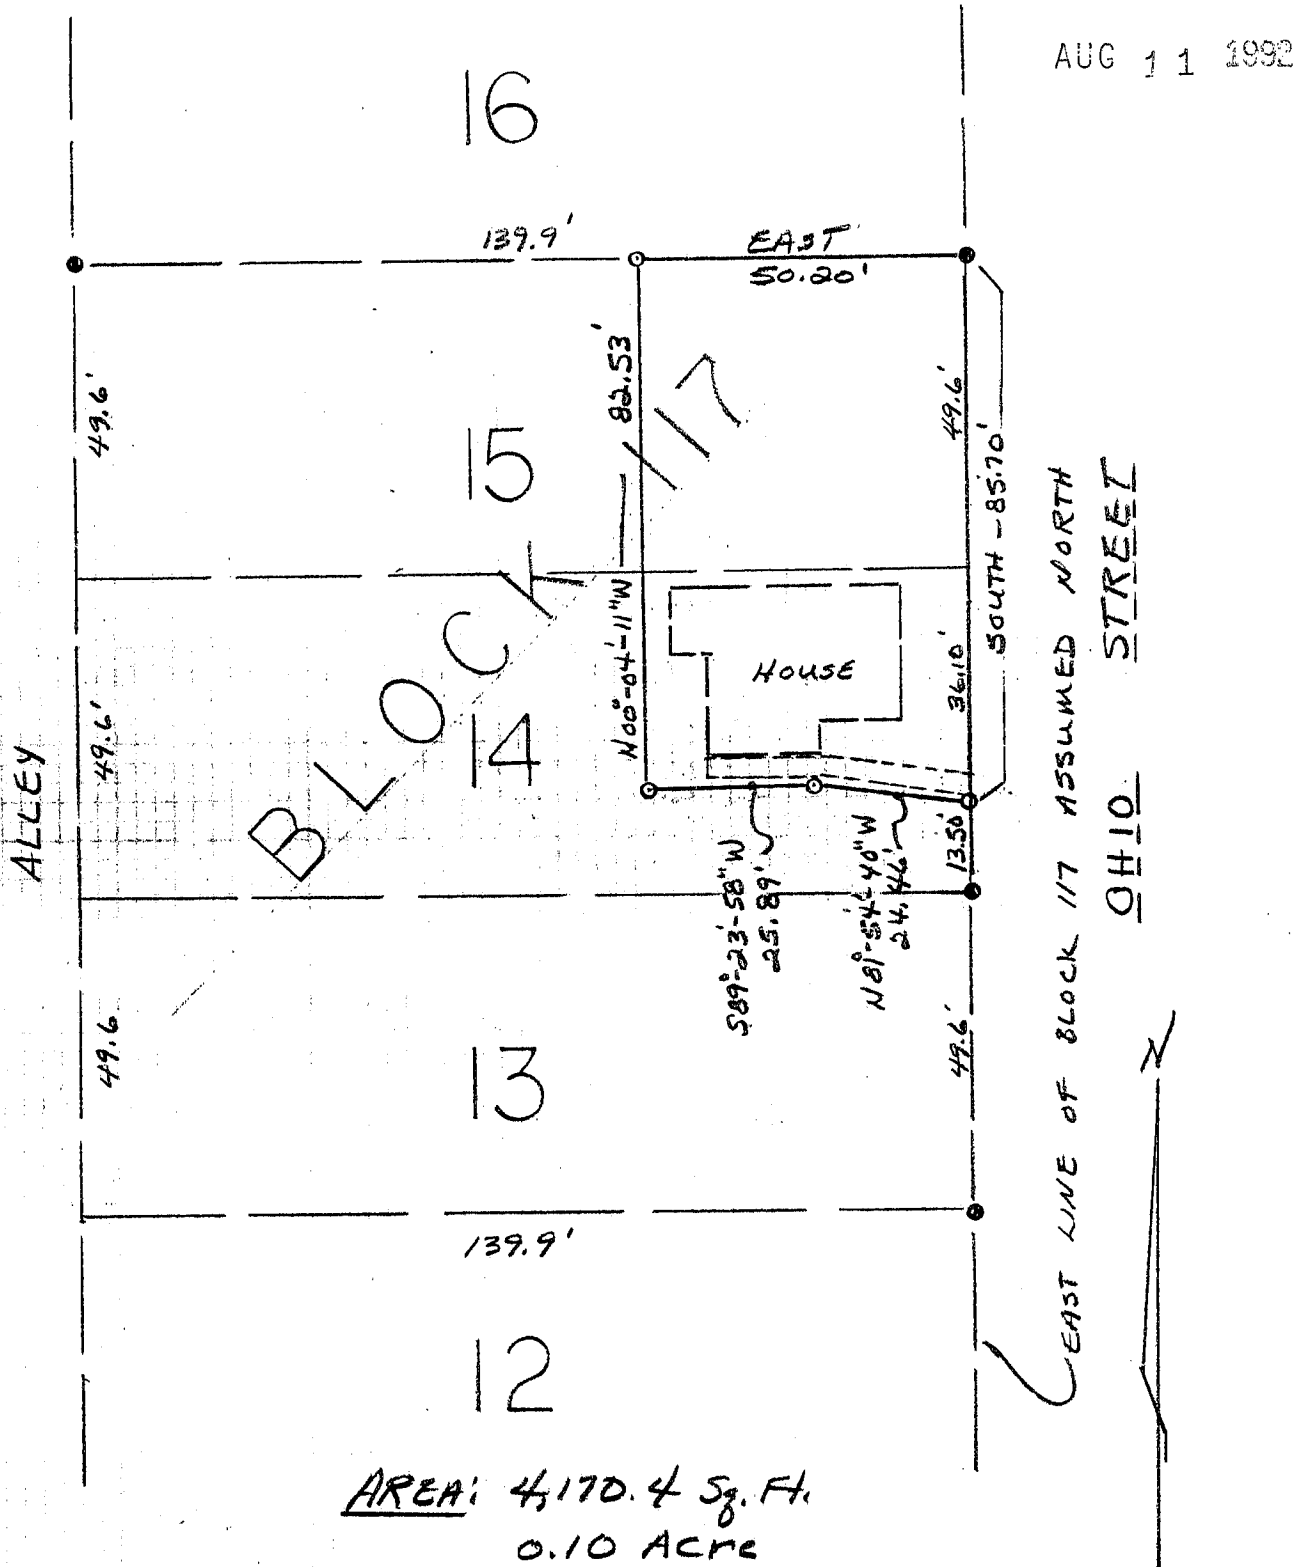 AUG 11 1992
16
139.9'
EAST
50.20'
49.6'
82.53'
N00°-04'-11"W
BLOCK 117
15
49.6'
SOUTH - 85.70'
HOUSE
36.10'
14
49.6'
ALLEY
S89°-23'-58"W
25.89'
N81°-54'-40"W
24.46'
13.50'
EAST LINE OF BLOCK 117 ASSUMED NORTH
OHIO STREET
49.6
13
49.6'
N
139.9'
12
AREA: 4,170.4 Sq. Ft.
0.10 Acre